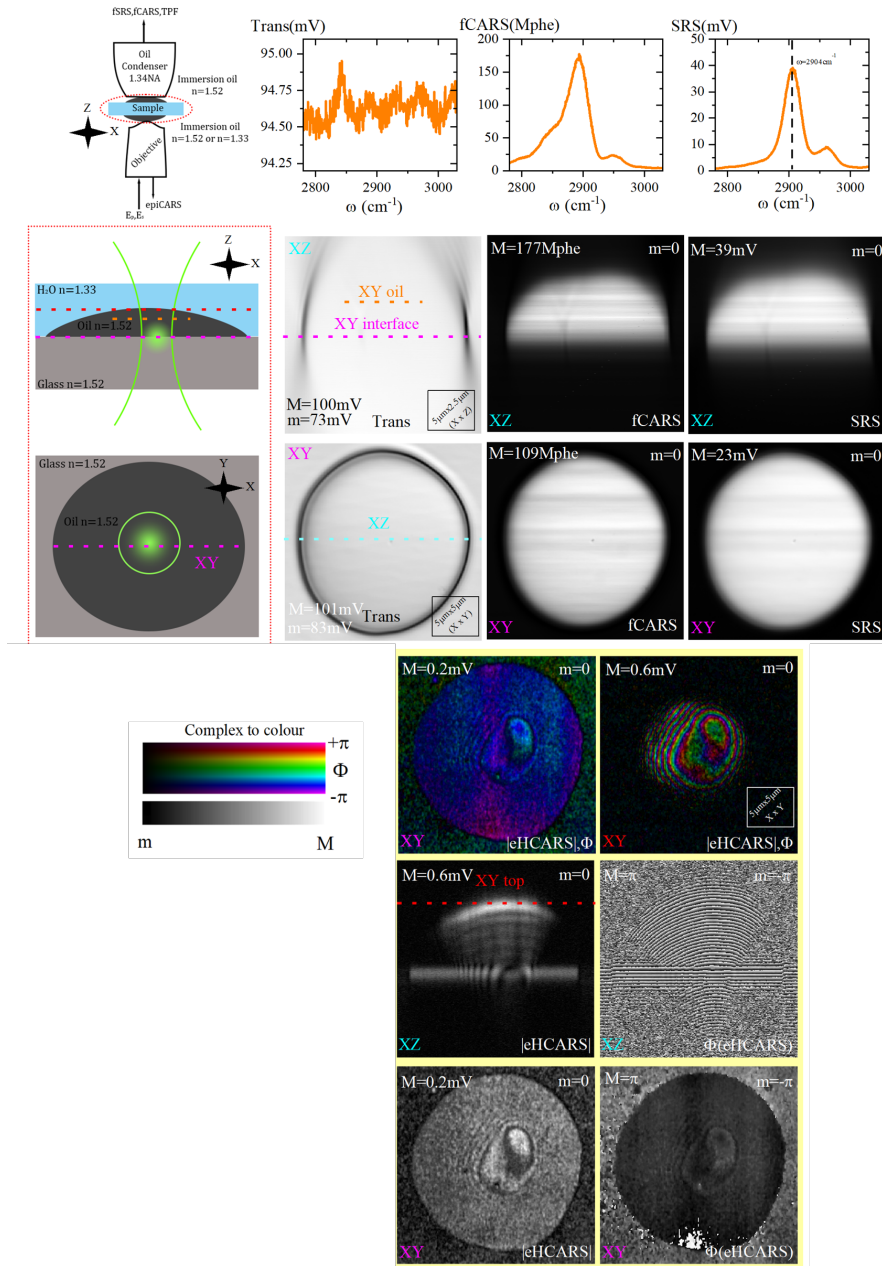 fSRS,fCARS,TPF
Oil
Condenser
1.34NA
Immersion oil
n=1.52
Z
X
Sample
Immersion oil
n=1.52 or n=1.33
Objective
epiCARS
Eₚ,Eₛ
Trans(mV)
95.00
94.75
94.50
94.25
2800
2900
3000
ω (cm⁻¹)
fCARS(Mphe)
200
150
100
50
0
2800
2900
3000
ω (cm⁻¹)
SRS(mV)
50
40
30
20
10
0
ω=2904cm⁻¹
2800
2900
3000
ω (cm⁻¹)
Z
X
H₂O n=1.33
Oil n=1.52
Glass n=1.52
XZ
XY oil
XY interface
M=100mV
m=73mV
Trans
5μmx2.5μm
(X x Z)
M=177Mphe
m=0
XZ
fCARS
M=39mV
m=0
XZ
SRS
Glass n=1.52
Y
X
Oil n=1.52
XY
XY
XZ
M=101mV
m=83mV
Trans
5μmx5μm
(X x Y)
M=109Mphe
m=0
XY
fCARS
M=23mV
m=0
XY
SRS
Complex to colour
+π
Φ
-π
m
M
M=0.2mV
m=0
XY
|eHCARS|,Φ
M=0.6mV
m=0
5μmx5μm
X x Y
XY
|eHCARS|,Φ
M=0.6mV
m=0
XY top
XZ
|eHCARS|
M=π
m=-π
XZ
Φ(eHCARS)
M=0.2mV
m=0
XY
|eHCARS|
M=π
m=-π
XY
Φ(eHCARS)